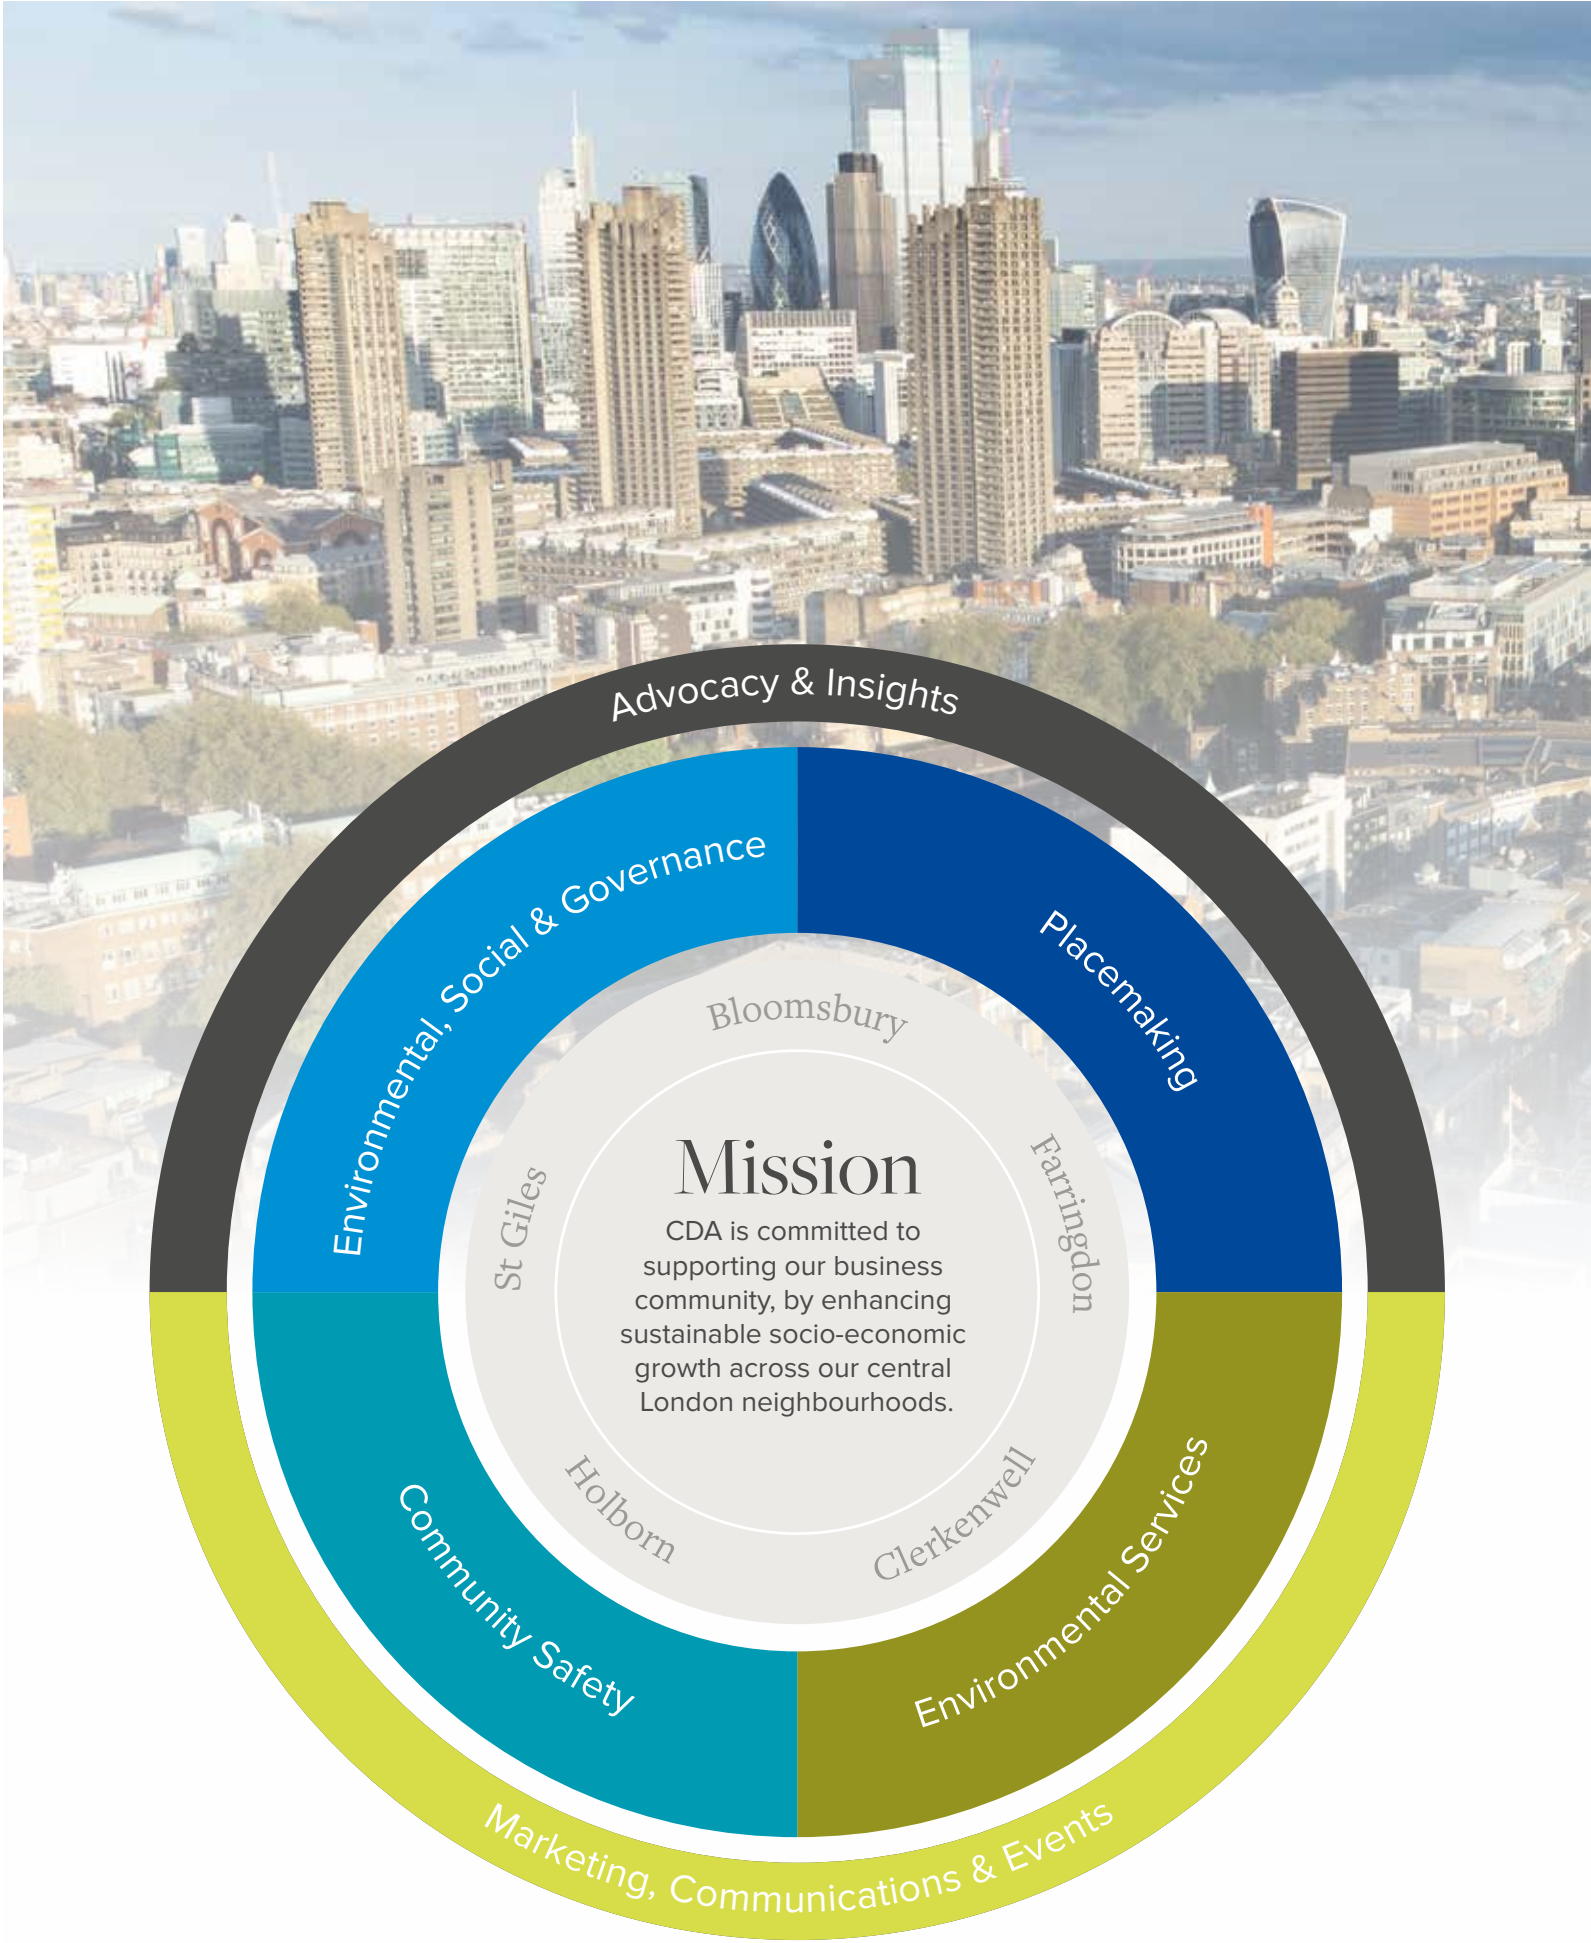 Advocacy & Insights
Environmental, Social & Governance
Placemaking
Bloomsbury
St Giles
Farringdon
Mission
CDA is committed to
supporting our business
community, by enhancing
sustainable socio-economic
growth across our central
London neighbourhoods.
Holborn
Clerkenwell
Community Safety
Environmental Services
Marketing, Communications & Events